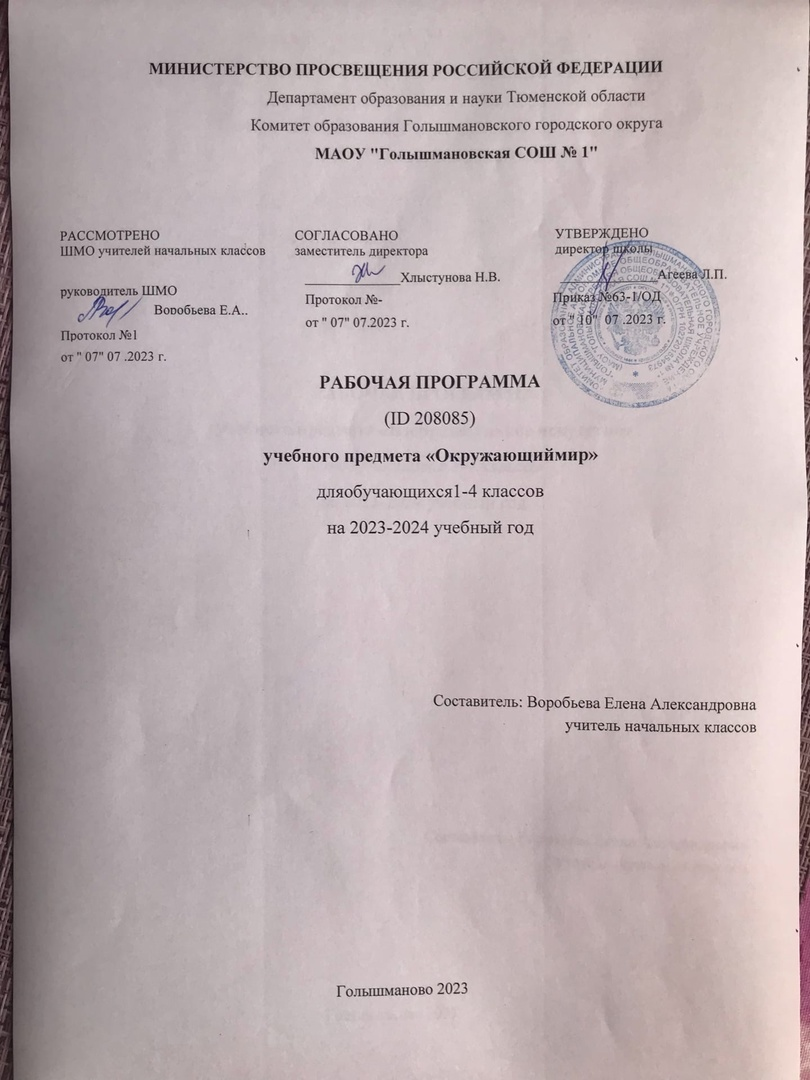 МИНИСТЕРСТВО ПРОСВЕЩЕНИЯ РОССИЙСКОЙ ФЕДЕРАЦИИ
Департамент образования и науки Тюменской области
Комитет образования Голышмановского городского округа
МАОУ "Голышмановская СОШ № 1"
РАССМОТРЕНО
ШМО учителей начальных классов
руководитель ШМО
Воробьева Е.А..
Протокол №1
от " 07" 07 .2023 г.
СОГЛАСОВАНО
заместитель директора
Хлыстунова Н.В.
Протокол №-
от " 07" 07.2023 г.
УТВЕРЖДЕНО
директор школы
Агеева Л.П.
Приказ №63-1/ОД
от " 10" 07 .2023 г.
РАБОЧАЯ ПРОГРАММА
(ID 208085)
учебного предмета «Окружающиймир»
дляобучающихся1-4 классов
на 2023-2024 учебный год
Составитель: Воробьева Елена Александровна
учитель начальных классов
Голышманово 2023